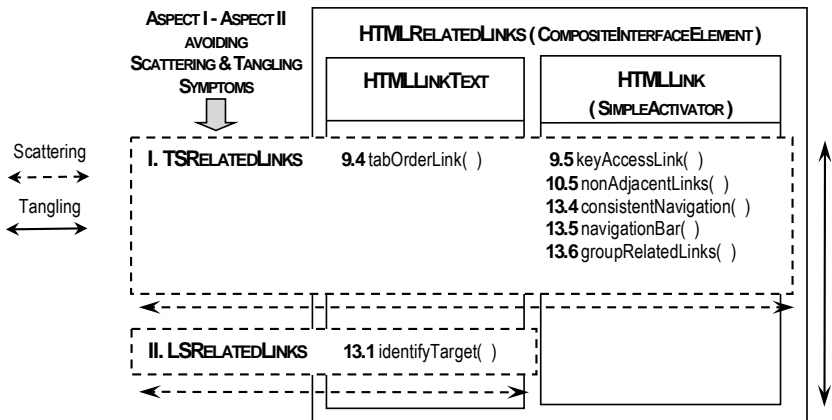 ASPECT I - ASPECT II
AVOIDING
SCATTERING & TANGLING
SYMPTOMS
HTMLRELATEDLINKS ( COMPOSITEINTERFACEELEMENT )
HTMLLINKTEXT
HTMLLINK
( SIMPLEACTIVATOR )
Scattering
Tangling
I. TSRELATEDLINKS
9.4 tabOrderLink( )
9.5 keyAccessLink( )
10.5 nonAdjacentLinks( )
13.4 consistentNavigation( )
13.5 navigationBar( )
13.6 groupRelatedLinks( )
II. LSRELATEDLINKS
13.1 identifyTarget( )